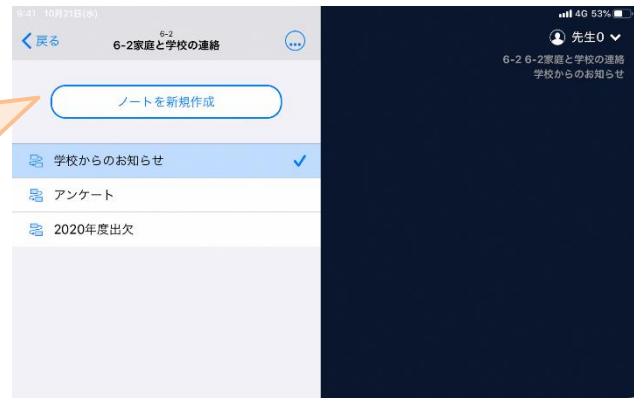 9:41 10月21日(水)
4G 53%
戻る
6-2
6-2家庭と学校の連絡
先生0
6-2 6-2家庭と学校の連絡
学校からのお知らせ
ノートを新規作成
学校からのお知らせ
アンケート
2020年度出欠